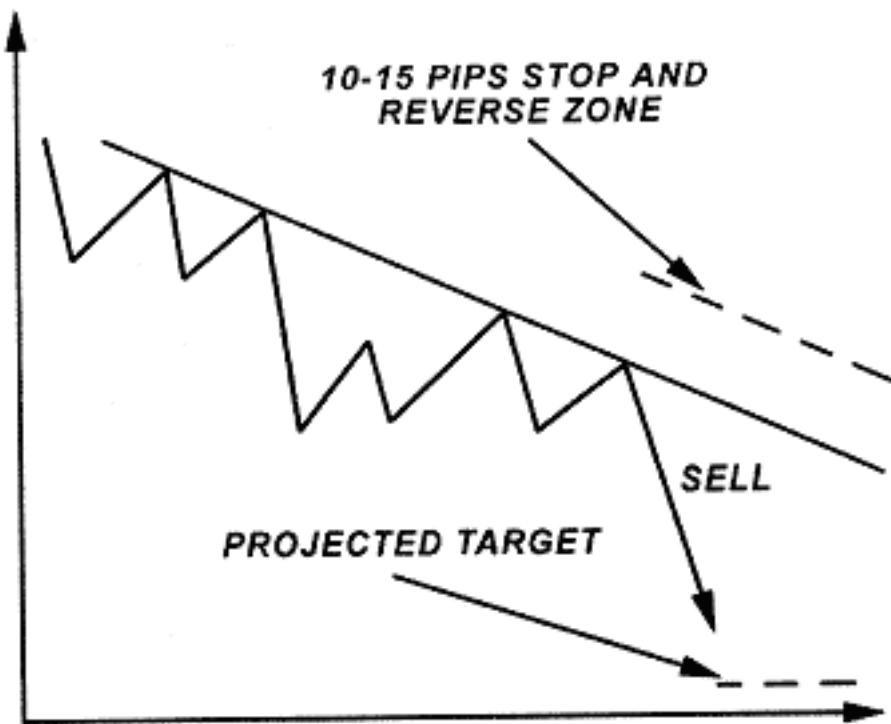 10-15 PIPS STOP AND
REVERSE ZONE
SELL
PROJECTED TARGET